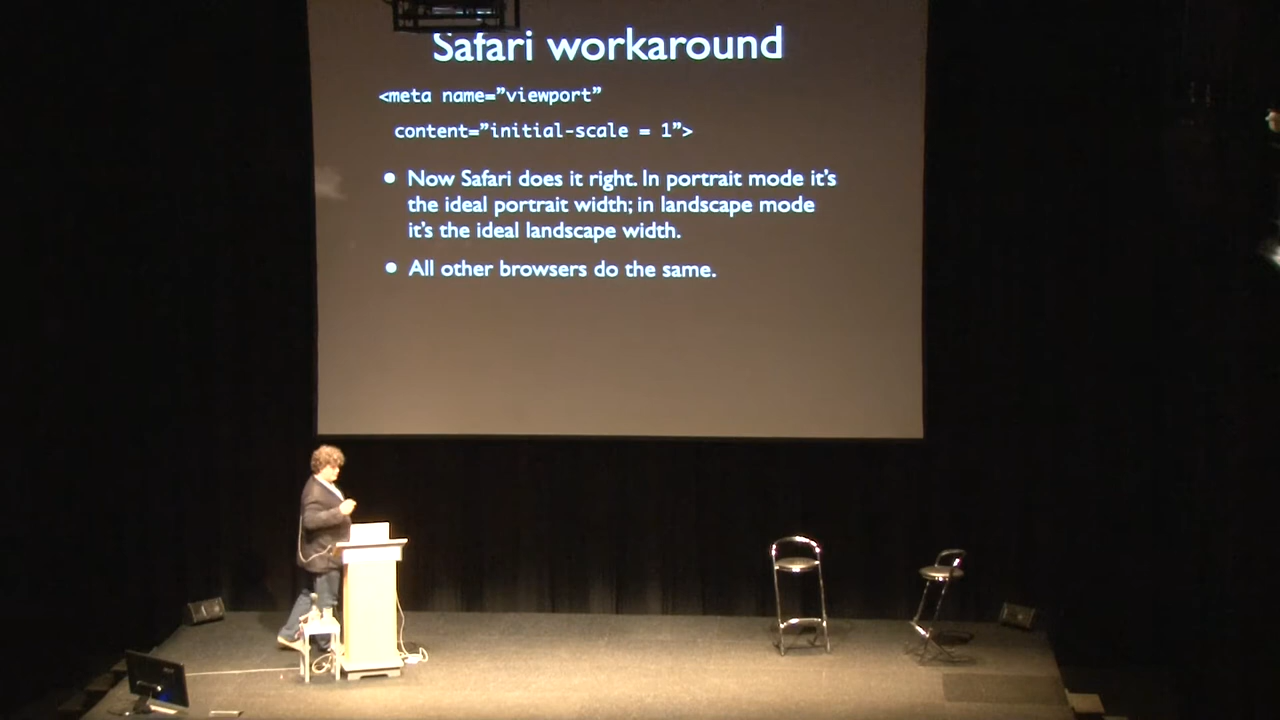 Safari workaround
<meta name=”viewport”
content=”initial-scale = 1”>
• Now Safari does it right. In portrait mode it’s
the ideal portrait width; in landscape mode
it’s the ideal landscape width.
• All other browsers do the same.